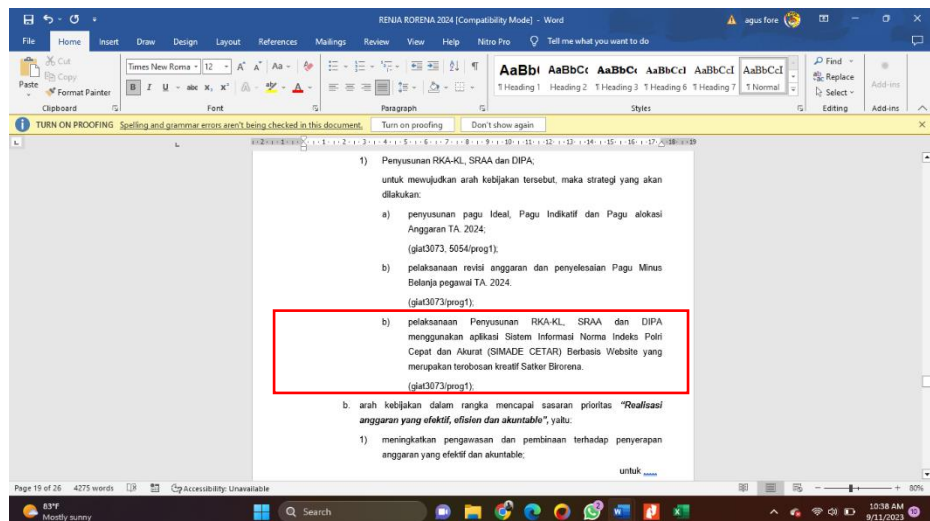 RENJA RORENA 2024 [Compatibility Mode] - Word
agus fore
File Home Insert Draw Design Layout References Mailings Review View Help Nitro Pro Tell me what you want to do
Paste
Cut
Copy
Format Painter
Clipboard
Times New Roma 12
Font
Paragraph
AaBb( AaBbCc AaBbCc AaBbCcI AaBbCcI AaBbCcI
¶ Heading 1 Heading 2 ¶ Heading 3 ¶ Heading 6 ¶ Heading 7 ¶ Normal
Styles
Find
Replace
Select
Editing
Add-ins
Add-ins
TURN ON PROOFING Spelling and grammar errors aren't being checked in this document. Turn on proofing Don't show again
1) Penyusunan RKA-KL, SRAA dan DIPA;
untuk mewujudkan arah kebijakan tersebut, maka strategi yang akan
dilakukan:
a) penyusunan pagu Ideal, Pagu Indikatif dan Pagu alokasi
Anggaran TA. 2024;
(giat3073, 5054/prog1);
b) pelaksanaan revisi anggaran dan penyelesaian Pagu Minus
Belanja pegawai TA. 2024.
(giat3073/prog1);
b) pelaksanaan Penyusunan RKA-KL, SRAA dan DIPA
menggunakan aplikasi Sistem Informasi Norma Indeks Polri
Cepat dan Akurat (SIMADE CETAR) Berbasis Website yang
merupakan terobosan kreatif Satker Birorena.
(giat3073/prog1);
b. arah kebijakan dalam rangka mencapai sasaran prioritas “Realisasi
anggaran yang efektif, efisien dan akuntable”, yaitu:
1) meningkatkan pengawasan dan pembinaan terhadap penyerapan
anggaran yang efektif dan akuntable;
untuk .....
Page 19 of 26 4275 words Accessibility: Unavailable 80%
83°F
Mostly sunny
Search
10:38 AM
9/11/2023